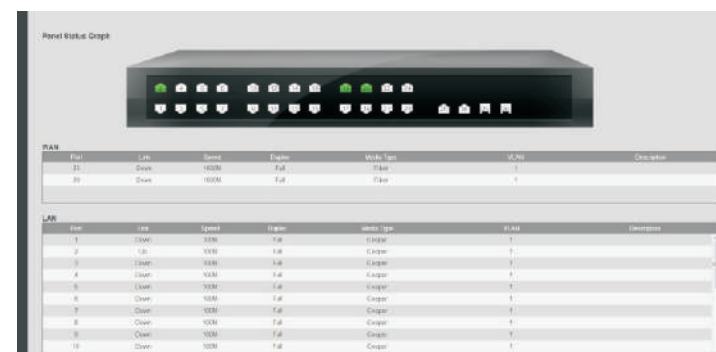 Panel Status Graph
WAN
Port Link Speed Duplex Media Type VLAN Description
Down 1000M Full Fiber 1
Down 1000M Full Fiber 1
LAN
Port Link Speed Duplex Media Type VLAN Description
1 Down 100M Full Copper 1
2 Up 100M Full Copper 1
3 Down 100M Full Copper 1
4 Down 100M Full Copper 1
5 Down 100M Full Copper 1
6 Down 100M Full Copper 1
7 Down 100M Full Copper 1
8 Down 100M Full Copper 1
9 Down 100M Full Copper 1
10 Down 100M Full Copper 1